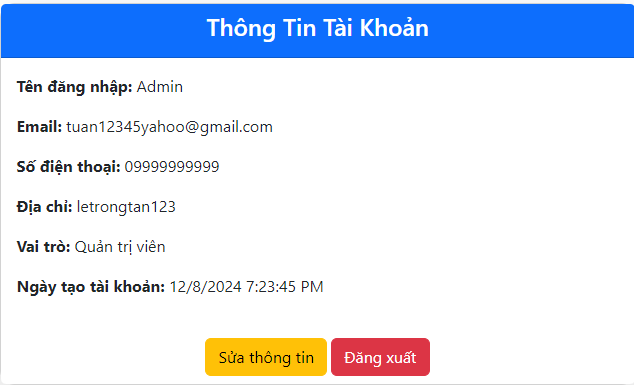 Thông Tin Tài Khoản
Tên đăng nhập: Admin
Email: tuan12345yahoo@gmail.com
Số điện thoại: 09999999999
Địa chỉ: letrongtan123
Vai trò: Quản trị viên
Ngày tạo tài khoản: 12/8/2024 7:23:45 PM
Sửa thông tin Đăng xuất